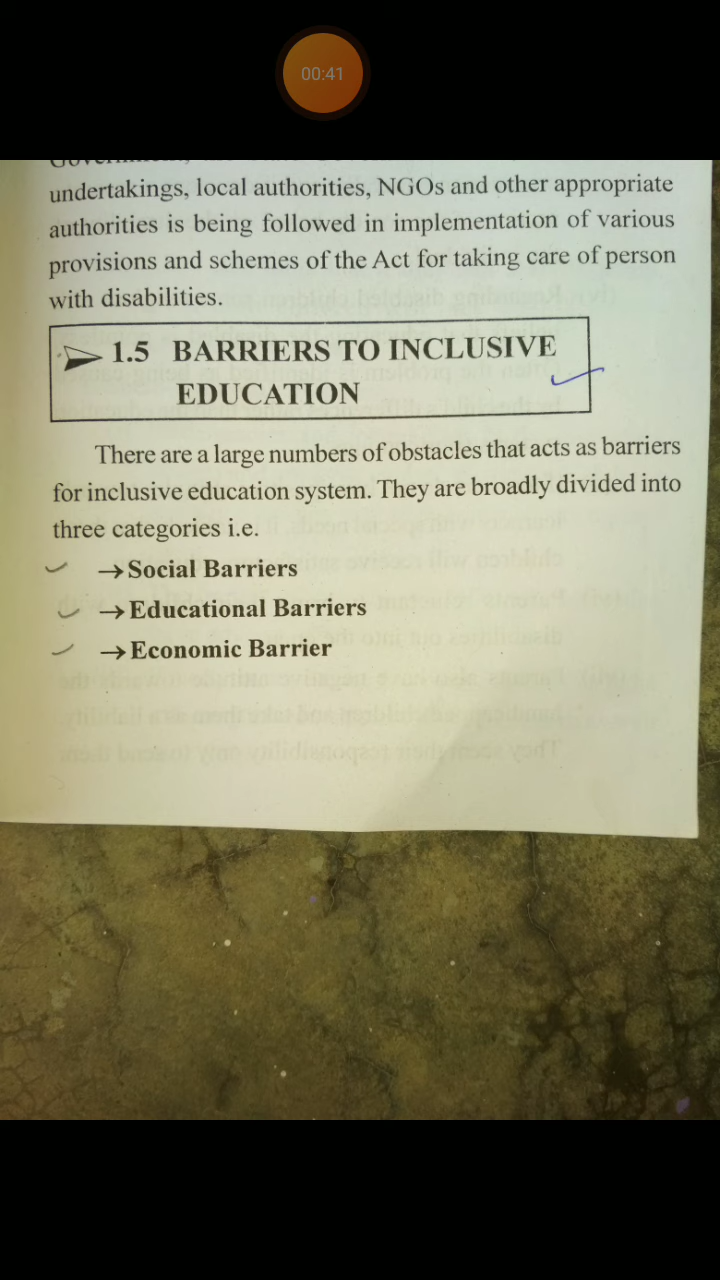 00:41
undertakings, local authorities, NGOs and other appropriate
authorities is being followed in implementation of various
provisions and schemes of the Act for taking care of person
with disabilities.
1.5 BARRIERS TO INCLUSIVE
EDUCATION
There are a large numbers of obstacles that acts as barriers
for inclusive education system. They are broadly divided into
three categories i.e.
→Social Barriers
→Educational Barriers
→Economic Barrier